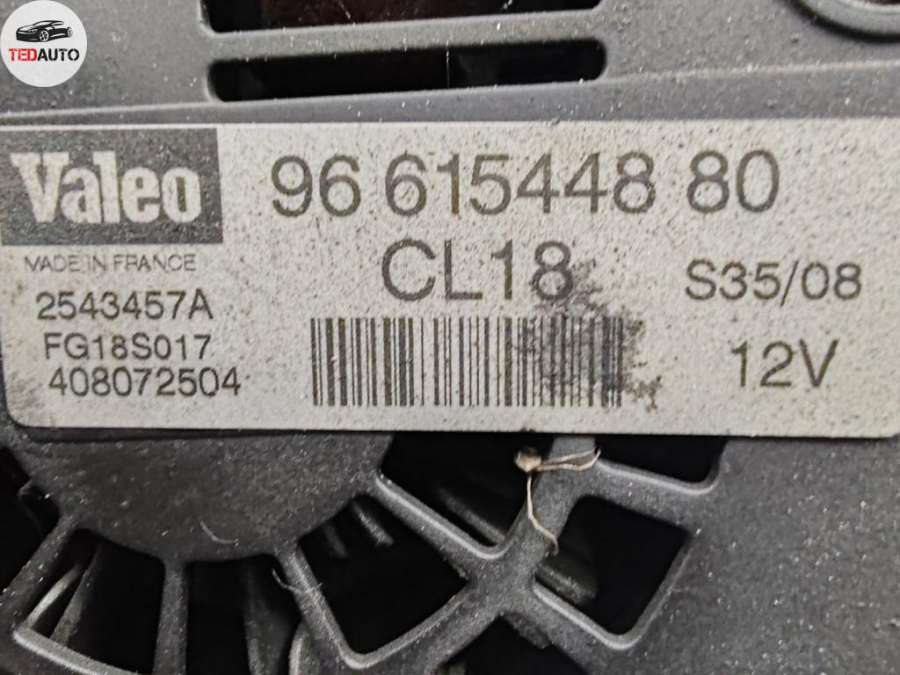 TEDAUTO
Valeo
96 615448 80
MADE IN FRANCE
CL18
S35/08
2543457A
FG18S017
12V
408072504